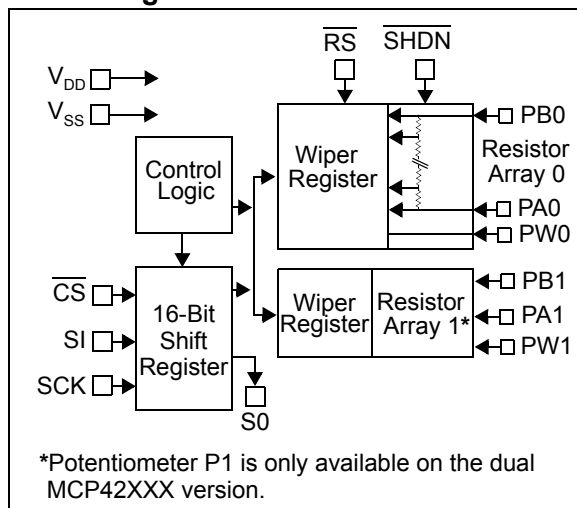 RS
SHDN
VDD
VSS
Control
Logic
Wiper
Register
PB0
Resistor
Array 0
PA0
PW0
CS
SI
SCK
16-Bit
Shift
Register
S0
Wiper
Register
Resistor
Array 1*
PB1
PA1
PW1
*Potentiometer P1 is only available on the dual
MCP42XXX version.